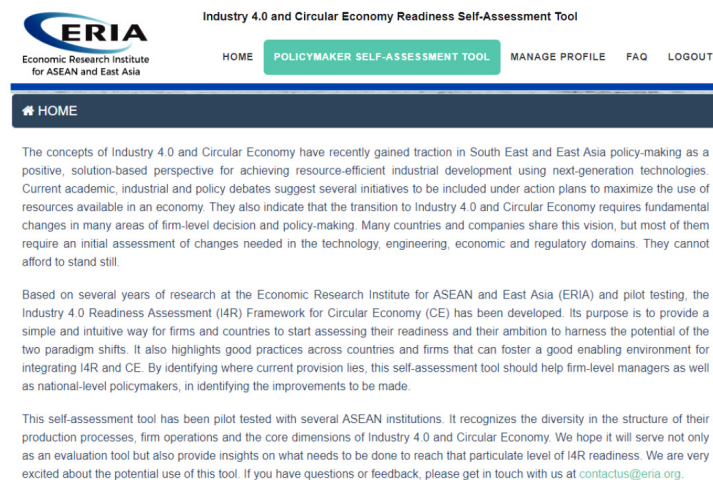 ERIA
Economic Research Institute
for ASEAN and East Asia
Industry 4.0 and Circular Economy Readiness Self-Assessment Tool
HOME POLICYMAKER SELF-ASSESSMENT TOOL MANAGE PROFILE FAQ LOGOUT
HOME
The concepts of Industry 4.0 and Circular Economy have recently gained traction in South East and East Asia policy-making as a
positive, solution-based perspective for achieving resource-efficient industrial development using next-generation technologies.
Current academic, industrial and policy debates suggest several initiatives to be included under action plans to maximize the use of
resources available in an economy. They also indicate that the transition to Industry 4.0 and Circular Economy requires fundamental
changes in many areas of firm-level decision and policy-making. Many countries and companies share this vision, but most of them
require an initial assessment of changes needed in the technology, engineering, economic and regulatory domains. They cannot
afford to stand still.
Based on several years of research at the Economic Research Institute for ASEAN and East Asia (ERIA) and pilot testing, the
Industry 4.0 Readiness Assessment (I4R) Framework for Circular Economy (CE) has been developed. Its purpose is to provide a
simple and intuitive way for firms and countries to start assessing their readiness and their ambition to harness the potential of the
two paradigm shifts. It also highlights good practices across countries and firms that can foster a good enabling environment for
integrating I4R and CE. By identifying where current provision lies, this self-assessment tool should help firm-level managers as well
as national-level policymakers, in identifying the improvements to be made.
This self-assessment tool has been pilot tested with several ASEAN institutions. It recognizes the diversity in the structure of their
production processes, firm operations and the core dimensions of Industry 4.0 and Circular Economy. We hope it will serve not only
as an evaluation tool but also provide insights on what needs to be done to reach that particulate level of I4R readiness. We are very
excited about the potential use of this tool. If you have questions or feedback, please get in touch with us at contactus@eria.org.